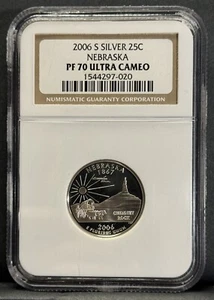 2006 S SILVER 25C
NEBRASKA
PF 70 ULTRA CAMEO
1544297-020
NUMISMATIC GUARANTY CORPORATION
NEBRASKA
1867
CHIMNEY
ROCK
2006
E PLURIBUS UNUM